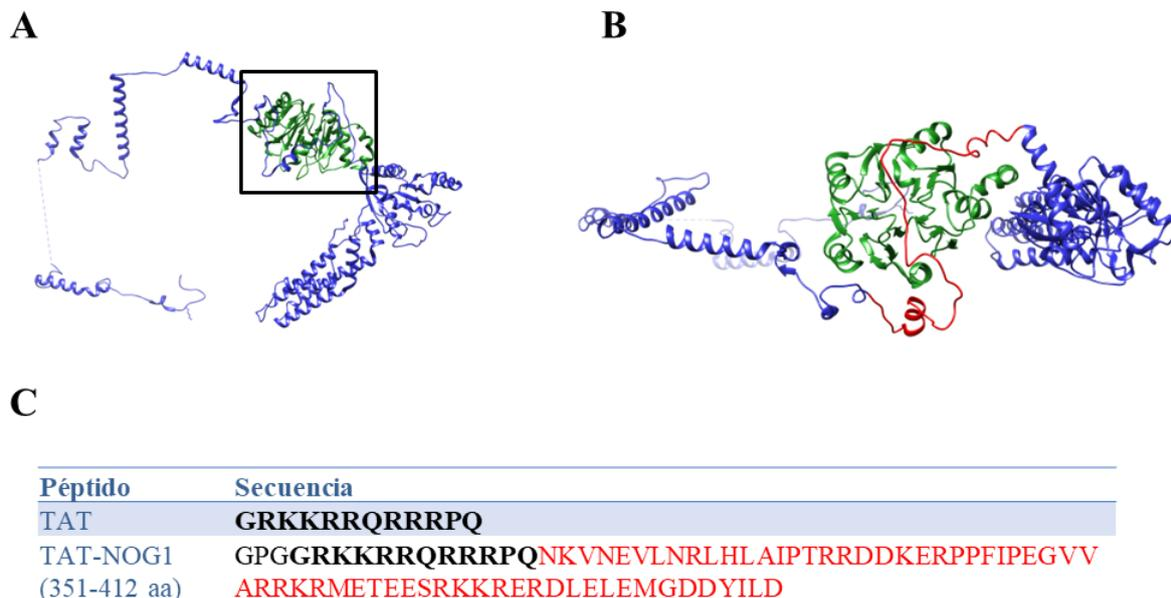 A
B
C
Péptido Secuencia
TAT GRKKRRQRRRPQ
TAT-NOG1 GPGGRKKRRQRRRPQNKVNEVLNRLHLAIPTRRDDKERPPFIPEGVV
(351-412 aa) ARRKRMETEESRKKRERDLELEMGDDYILD